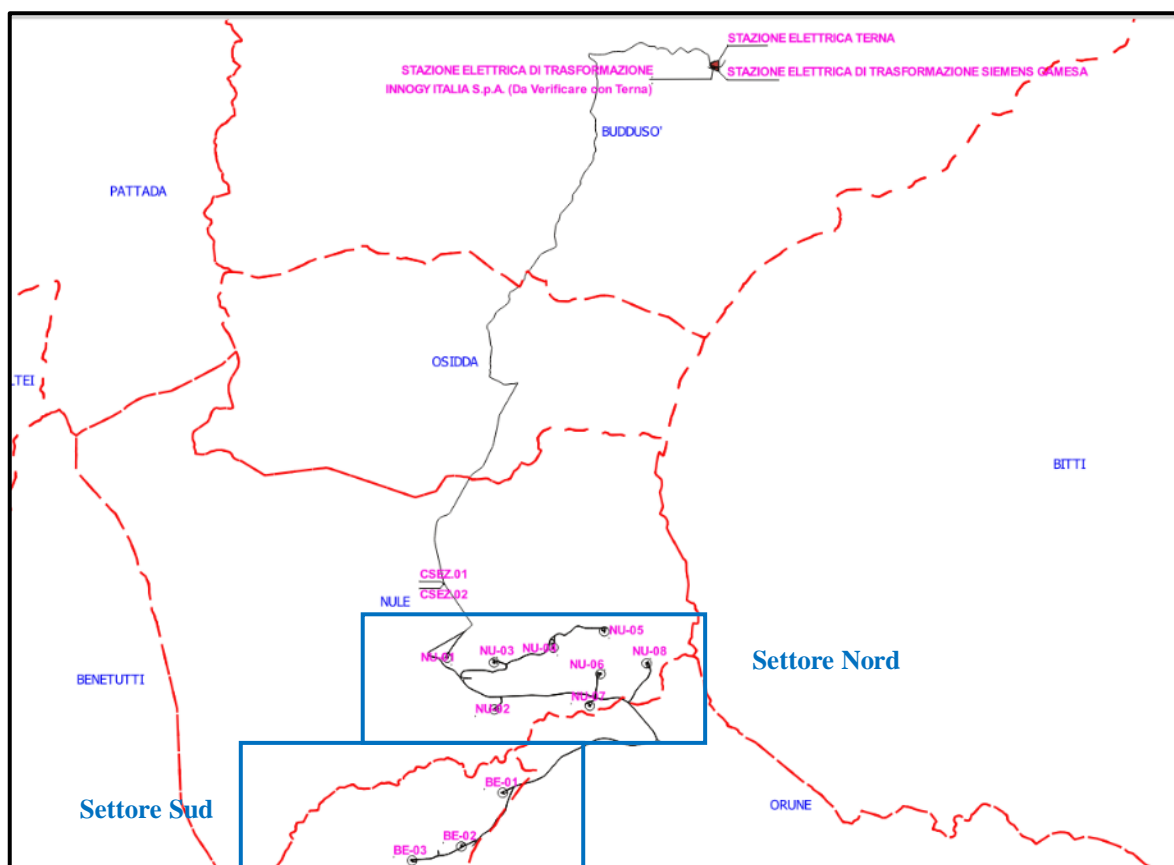 STAZIONE ELETTRICA TERNA
STAZIONE ELETTRICA DI TRASFORMAZIONE
INNOGY ITALIA S.p.A. (Da Verificare con Terna)
STAZIONE ELETTRICA DI TRASFORMAZIONE SIEMENS GAMESA
BUDDUSO'
PATTADA
OSIDDA
LTEI
BITTI
CSEZ.01
CSEZ.02
NULE
NU-05
NU-01
NU-03
NU-06
NU-08
Settore Nord
BENETUTTI
NU-02
NU-07
BE-01
Settore Sud
ORUNE
BE-02
BE-03